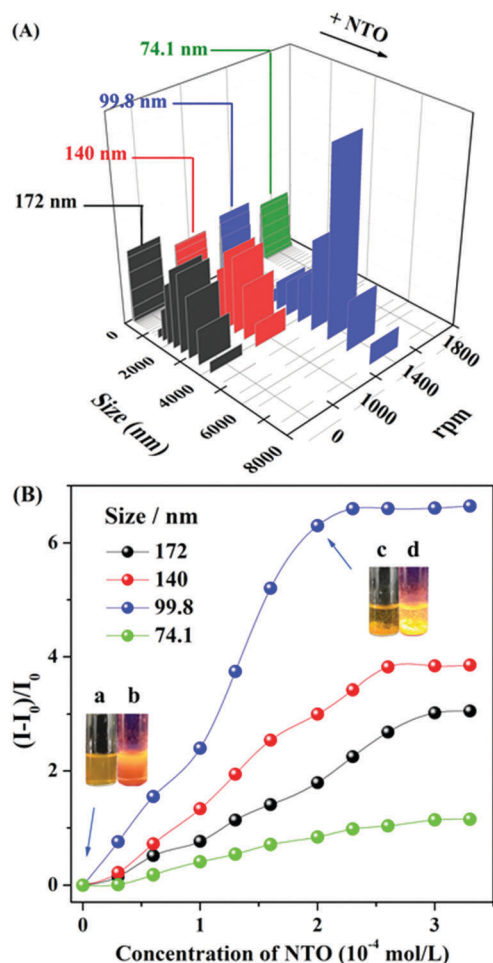 (A)
+ NTO
74.1 nm
99.8 nm
140 nm
172 nm
0
2000
4000
6000
8000
Size (nm)
0
1000
1400
1800
rpm
(B)
Size / nm
172
140
99.8
74.1
a b
c d
0
2
4
6
(I-I₀)/I₀
0 1 2 3
Concentration of NTO (10⁻⁴ mol/L)